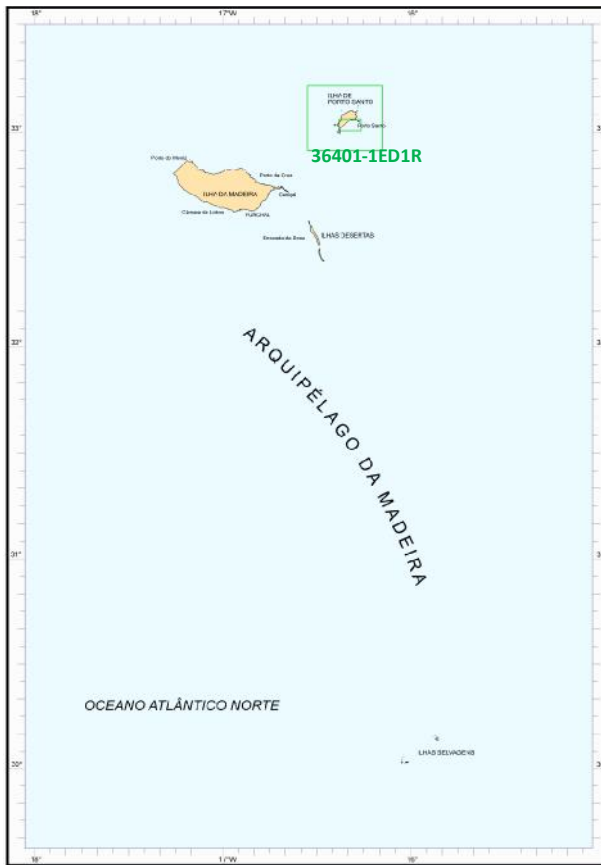 18° 17°W 16°
ILHA DE
PORTO SANTO
33°
Porto Santo
36401-1ED1R
Porto do Moniz
Porto da Cruz
ILHA DA MADEIRA
Caniçal
Câmara de Lobos
FUNCHAL
ILHAS DESERTAS
32°
ARQUIPÉLAGO DA MADEIRA
31°
OCEANO ATLÂNTICO NORTE
ILHAS SELVAGENS
30°
18° 17°W 16°